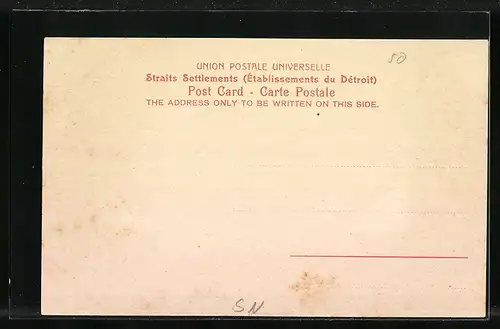 50
UNION POSTALE UNIVERSELLE
Straits Settlements (Établissements du Détroit)
Post Card - Carte Postale
THE ADDRESS ONLY TO BE WRITTEN ON THIS SIDE.
SN